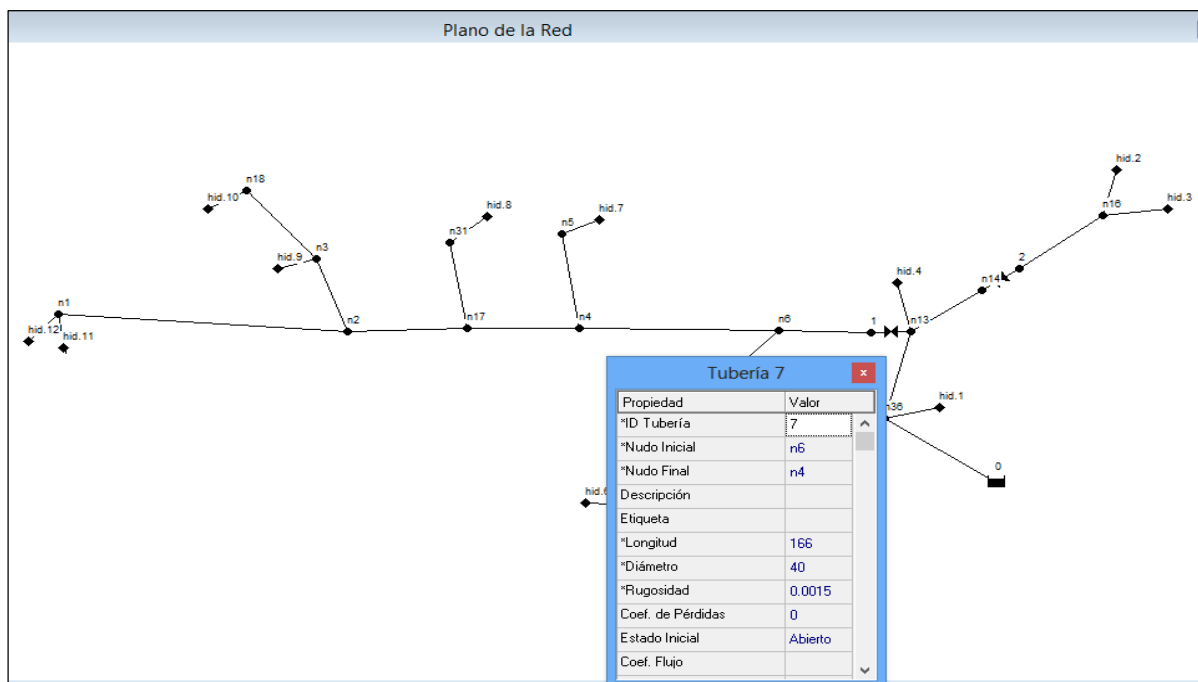 Plano de la Red
hid.2
n18
hid.10
hid.3
n16
hid.8
hid.7
n5
n31
n3
hid.9
2
hid.4
n14
n1
hid.12
hid.11
n2
n17
n4
n6
1
n13
n36
hid.1
0
hid.6
Tubería 7
x
Propiedad Valor
*ID Tubería 7
*Nudo Inicial n6
*Nudo Final n4
Descripción
Etiqueta
*Longitud 166
*Diámetro 40
*Rugosidad 0.0015
Coef. de Pérdidas 0
Estado Inicial Abierto
Coef. Flujo